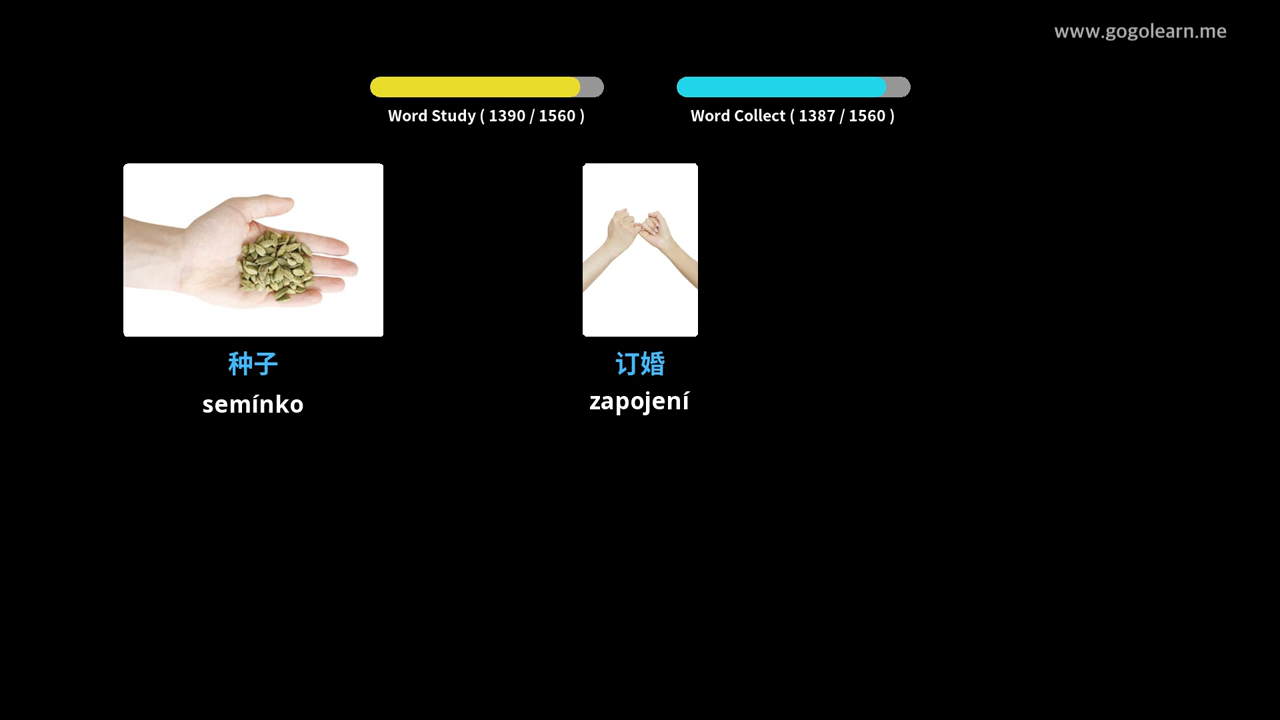 www.gogolearn.me
Word Study ( 1390 / 1560 )
Word Collect ( 1387 / 1560 )
种子
订婚
semínko
zapojení